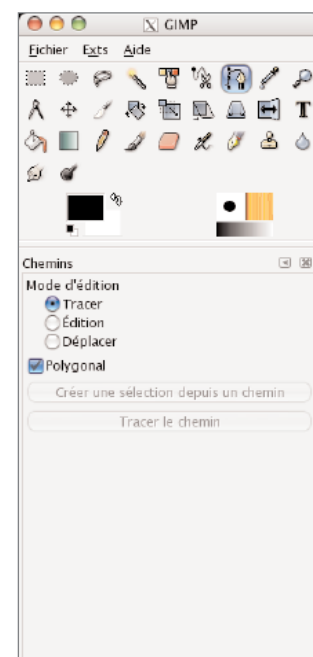 GIMP
Fichier Exts Aide
Chemins
Mode d'édition
Tracer
Édition
Déplacer
Polygonal
Créer une sélection depuis un chemin
Tracer le chemin